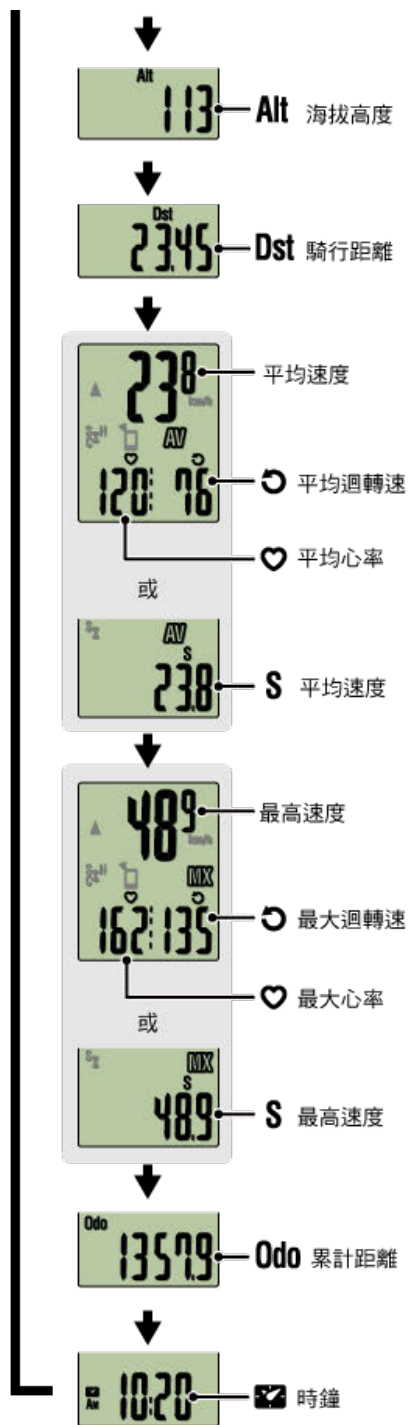 Alt
113
Alt 海拔高度
Dst
23.45
Dst 騎行距離
23.8
km/h
平均速度
AV
120 76
平均迴轉速
平均心率
或
AV
S
23.8
S 平均速度
48.9
km/h
最高速度
MX
162 135
最大迴轉速
最大心率
或
MX
S
48.9
S 最高速度
Odo
1357.9
Odo 累計距離
AM 10:20
時鐘